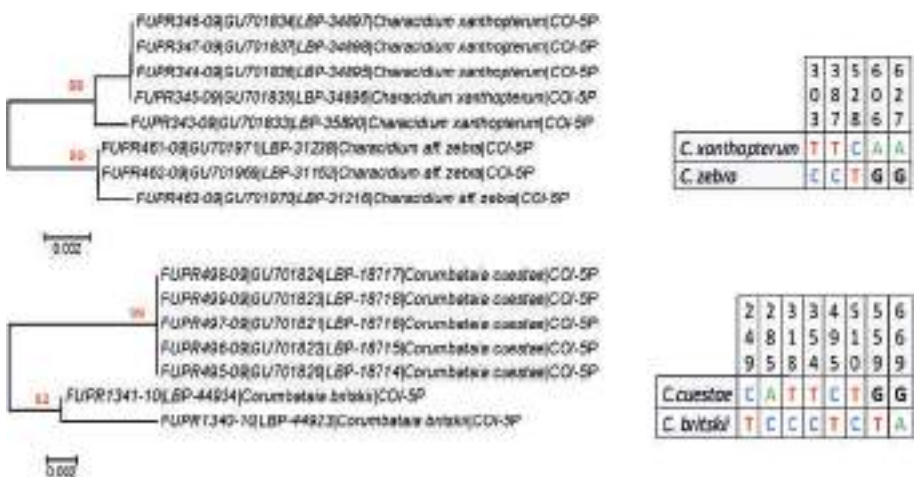 FUPR346-09|GU701834|LBP-34897|Characidium xanthopterum|COI-5P
FUPR347-09|GU701837|LBP-34898|Characidium xanthopterum|COI-5P
FUPR344-09|GU701836|LBP-34895|Characidium xanthopterum|COI-5P
FUPR345-09|GU701835|LBP-34896|Characidium xanthopterum|COI-5P
FUPR343-09|GU701833|LBP-35890|Characidium xanthopterum|COI-5P
FUPR461-09|GU701971|LBP-31238|Characidium aff. zebra|COI-5P
FUPR462-09|GU701969|LBP-31162|Characidium aff. zebra|COI-5P
FUPR463-09|GU701970|LBP-31216|Characidium aff. zebra|COI-5P
99
0.002
3 3 5 6 6
0 8 2 0 2
3 7 8 6 7
C. xanthopterum T T C A A
C. zebra C C T G G
FUPR498-09|GU701824|LBP-18717|Corumbataia cuestae|COI-5P
FUPR499-09|GU701823|LBP-18718|Corumbataia cuestae|COI-5P
FUPR497-09|GU701821|LBP-18716|Corumbataia cuestae|COI-5P
FUPR496-09|GU701822|LBP-18715|Corumbataia cuestae|COI-5P
FUPR495-09|GU701820|LBP-18714|Corumbataia cuestae|COI-5P
FUPR1341-10|LBP-44934|Corumbataia britskii|COI-5P
FUPR1340-10|LBP-44923|Corumbataia britskii|COI-5P
99
0.002
2 2 3 3 4 5 5 6
4 8 1 5 9 1 5 6
9 5 8 4 5 0 9 9
C.cuestae C A T T C T G G
C. britskii T C C C T C T A